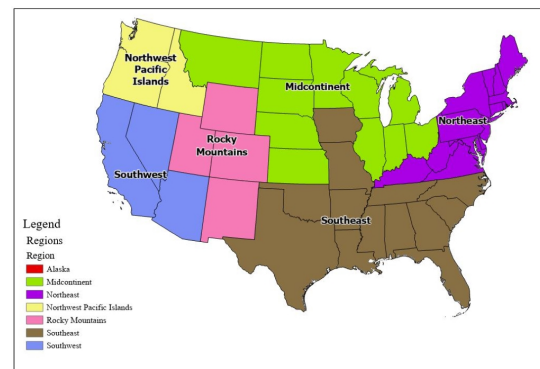 Northwest
Pacific
Islands
Midcontinent
Northeast
Rocky
Mountains
Southwest
Southeast
Legend
Regions
Region
Alaska
Midcontinent
Northeast
Northwest Pacific Islands
Rocky Mountains
Southeast
Southwest